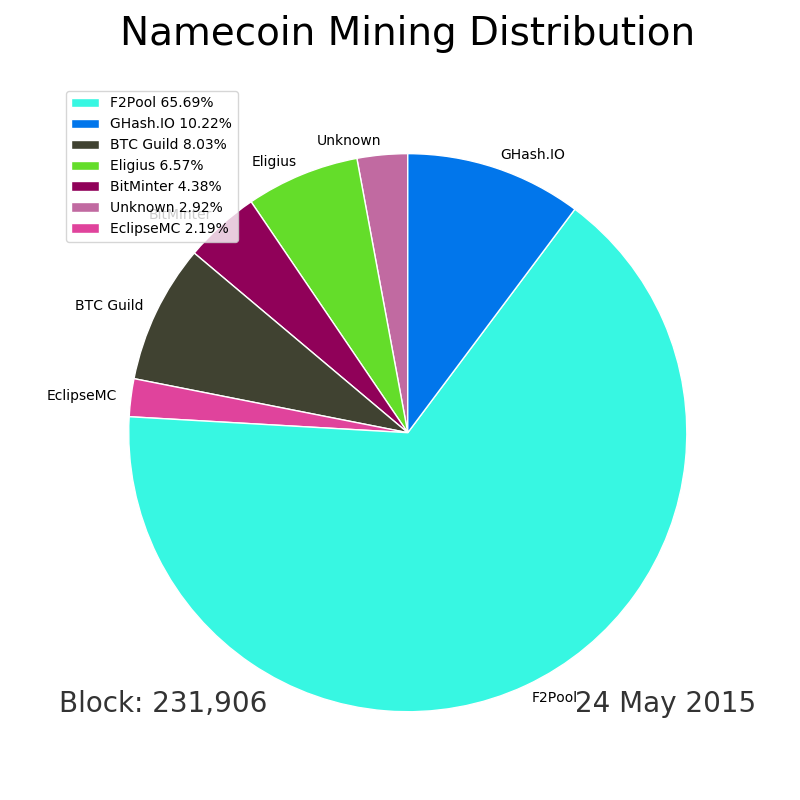 Namecoin Mining Distribution
F2Pool 65.69%
GHash.IO 10.22%
BTC Guild 8.03%
Eligius 6.57%
BitMinter 4.38%
Unknown 2.92%
EclipseMC 2.19%
Unknown
GHash.IO
Eligius
BitMinter
BTC Guild
EclipseMC
F2Pool
Block: 231,906
24 May 2015